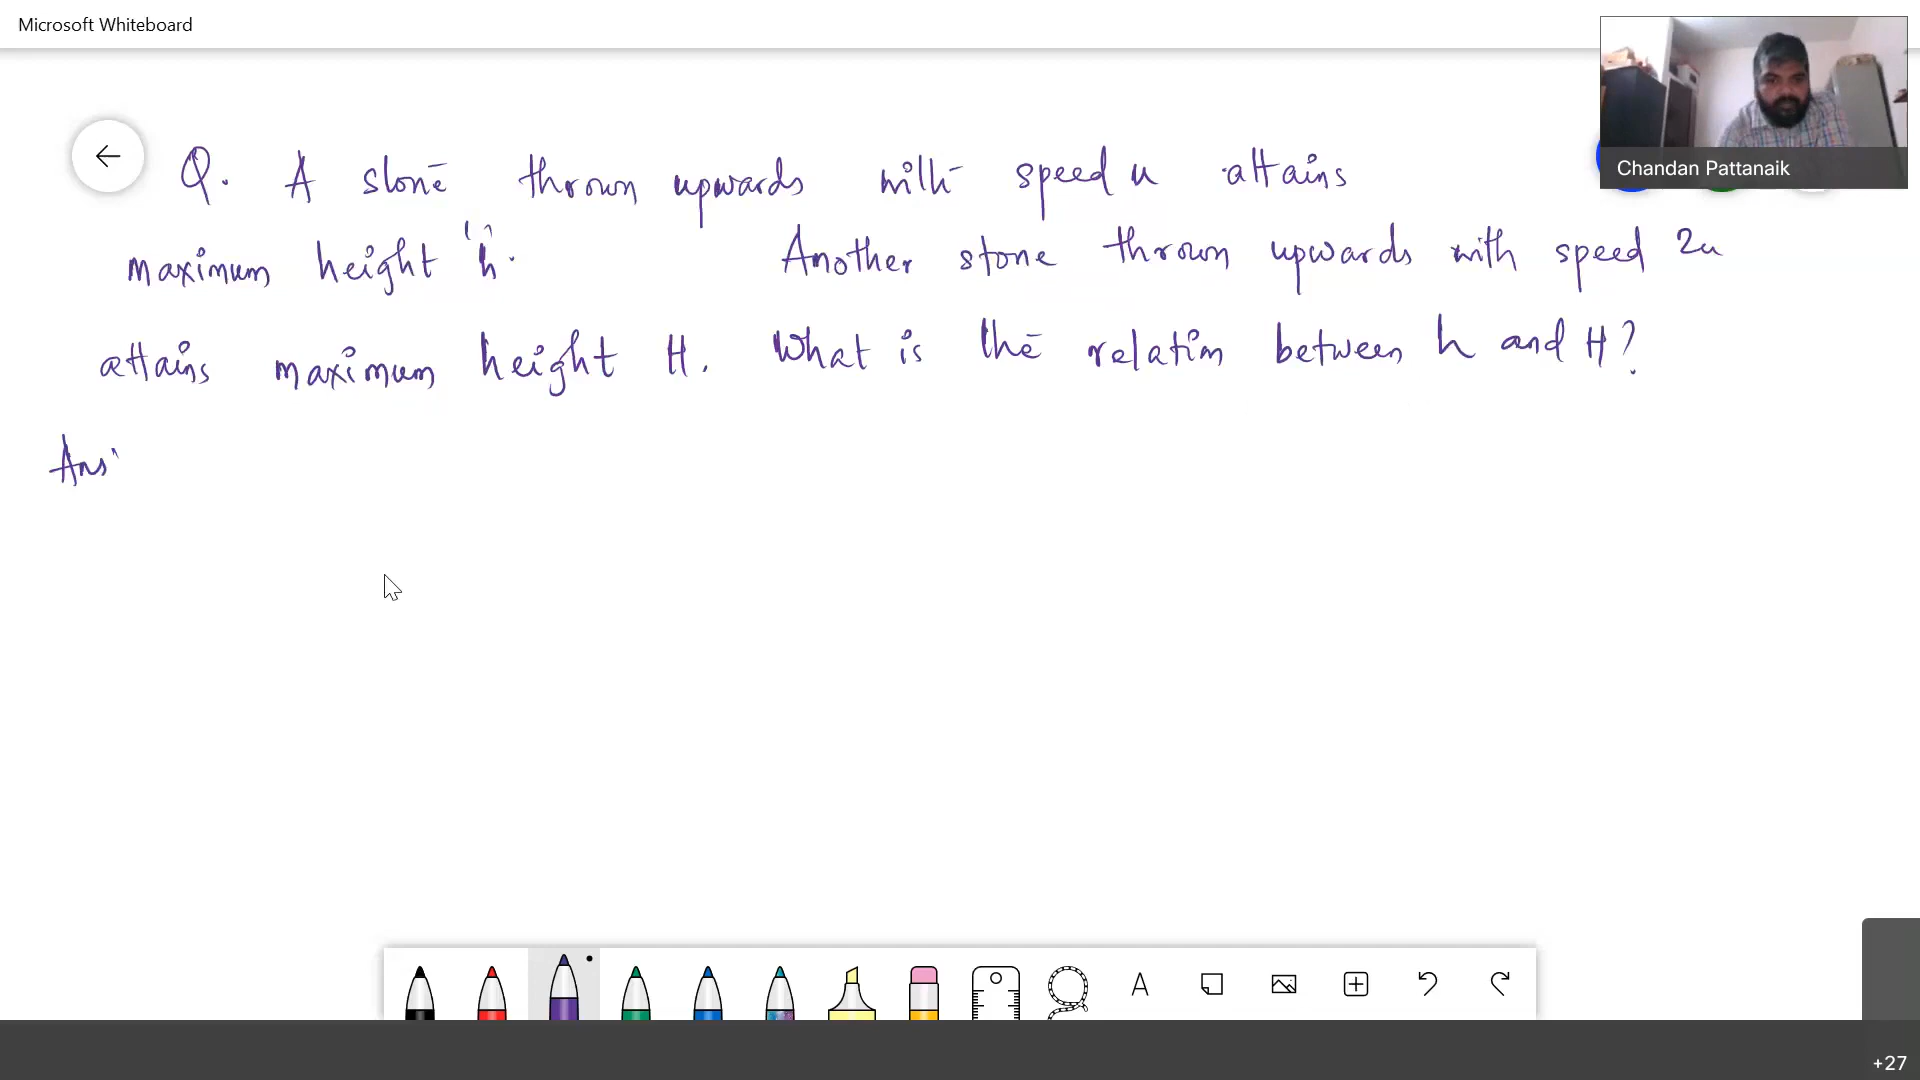 Microsoft Whiteboard
Chandan Pattanaik
Q. A stone thrown upwards with speed u attains
maximum height 'h'. Another stone thrown upwards with speed 2u
attains maximum height H. What is the relation between h and H?
Ans:
A
+27